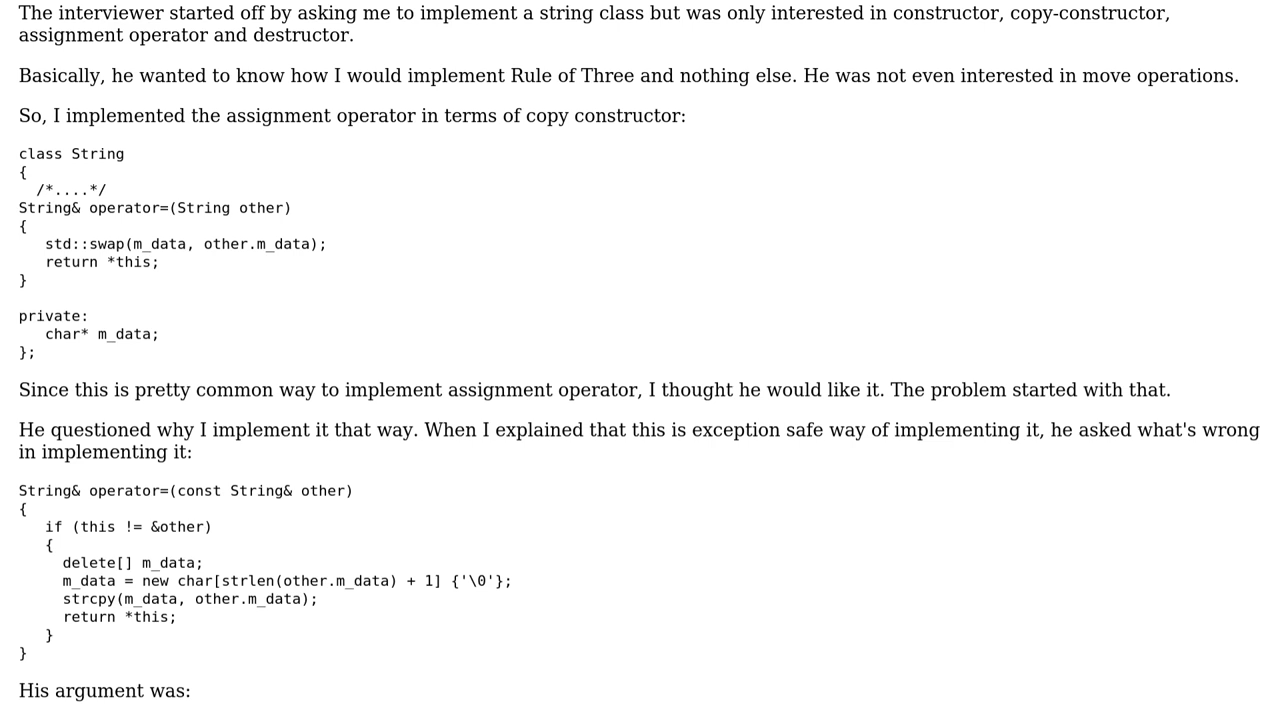 The interviewer started off by asking me to implement a string class but was only interested in constructor, copy-constructor,
assignment operator and destructor.
Basically, he wanted to know how I would implement Rule of Three and nothing else. He was not even interested in move operations.
So, I implemented the assignment operator in terms of copy constructor:
class String
{
  /*....*/
String& operator=(String other)
{
   std::swap(m_data, other.m_data);
   return *this;
}
private:
   char* m_data;
};
Since this is pretty common way to implement assignment operator, I thought he would like it. The problem started with that.
He questioned why I implement it that way. When I explained that this is exception safe way of implementing it, he asked what's wrong
in implementing it:
String& operator=(const String& other)
{
   if (this != &other)
   {
     delete[] m_data;
     m_data = new char[strlen(other.m_data) + 1] {'\0'};
     strcpy(m_data, other.m_data);
     return *this;
   }
}
His argument was: